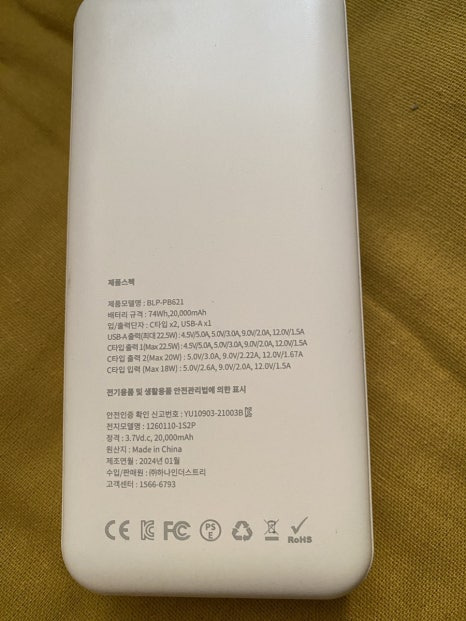 제품스펙
제품모델명 : BLP-PB621
배터리 규격 : 74Wh,20,000mAh
입/출력단자 : C타입 x2, USB-A x1
USB-A 출력(최대 22.5W) : 4.5V/5.0A, 5.0V/3.0A, 9.0V/2.0A, 12.0V/1.5A
C타입 출력 1(Max 22.5W) : 4.5V/5.0A, 5.0V/3.0A, 9.0V/2.0A, 12.0V/1.5A
C타입 출력 2(Max 20W) : 5.0V/3.0A, 9.0V/2.22A, 12.0V/1.67A
C타입 입력 (Max 18W) : 5.0V/2.6A, 9.0V/2.0A, 12.0V/1.5A
전기용품 및 생활용품 안전관리법에 의한 표시
안전인증 확인 신고번호 : YU10903-21003B
전지모델명 : 1260110-1S2P
정격 : 3.7Vd.c, 20,000mAh
원산지 : Made in China
제조연월 : 2024년 01월
수입/판매원 : ㈜하나인더스트리
고객센터 : 1566-6793
CE FC PS E RoHS